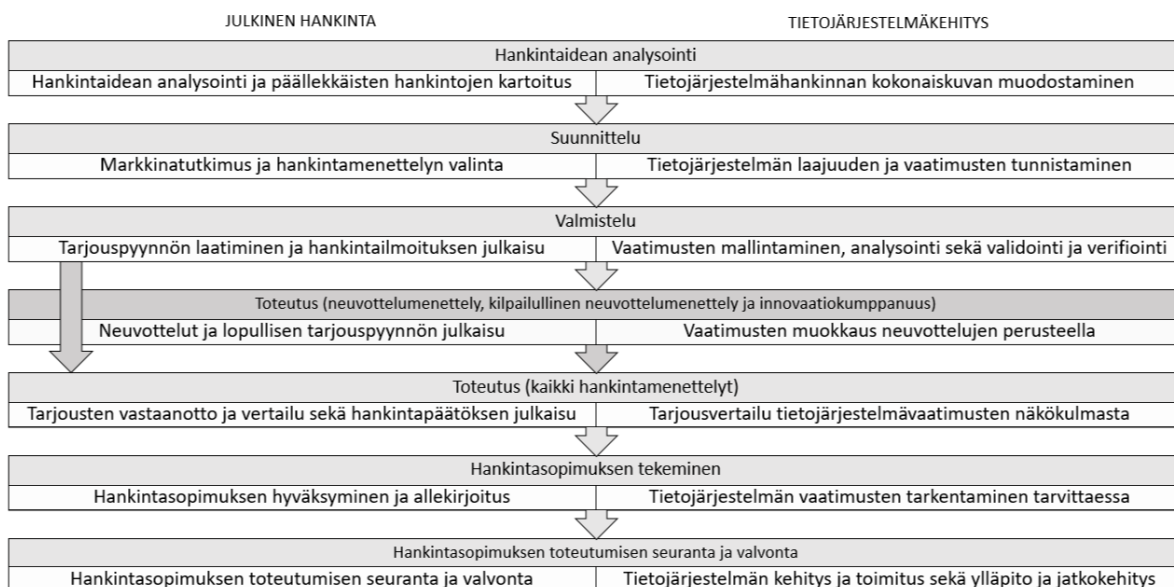 JULKINEN HANKINTA
TIETOJÄRJESTELMÄKEHITYS
Hankintaidean analysointi
Hankintaidean analysointi ja päällekkäisten hankintojen kartoitus
Tietojärjestelmähankinnan kokonaiskuvan muodostaminen
Suunnittelu
Markkinatutkimus ja hankintamenettelyn valinta
Tietojärjestelmän laajuuden ja vaatimusten tunnistaminen
Valmistelu
Tarjouspyynnön laatiminen ja hankintailmoituksen julkaisu
Vaatimusten mallintaminen, analysointi sekä validointi ja verifiointi
Toteutus (neuvottelumenettely, kilpailullinen neuvottelumenettely ja innovaatiokumppanuus)
Neuvottelut ja lopullisen tarjouspyynnön julkaisu
Vaatimusten muokkaus neuvottelujen perusteella
Toteutus (kaikki hankintamenettelyt)
Tarjousten vastaanotto ja vertailu sekä hankintapäätöksen julkaisu
Tarjousvertailu tietojärjestelmävaatimusten näkökulmasta
Hankintasopimuksen tekeminen
Hankintasopimuksen hyväksyminen ja allekirjoitus
Tietojärjestelmän vaatimusten tarkentaminen tarvittaessa
Hankintasopimuksen toteutumisen seuranta ja valvonta
Hankintasopimuksen toteutumisen seuranta ja valvonta
Tietojärjestelmän kehitys ja toimitus sekä ylläpito ja jatkokehitys